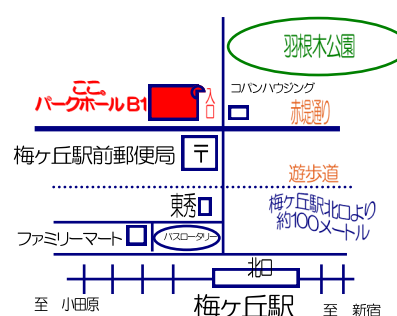 羽根木公園
ここ。
パークホールB1
入口
コパンハウジング
赤堤通り
梅ヶ丘駅前郵便局
〒
遊歩道
東秀
梅ヶ丘駅北口より
約100メートル
ファミリーマート
バスロータリー
北口
至 小田原
梅ヶ丘駅
至 新宿